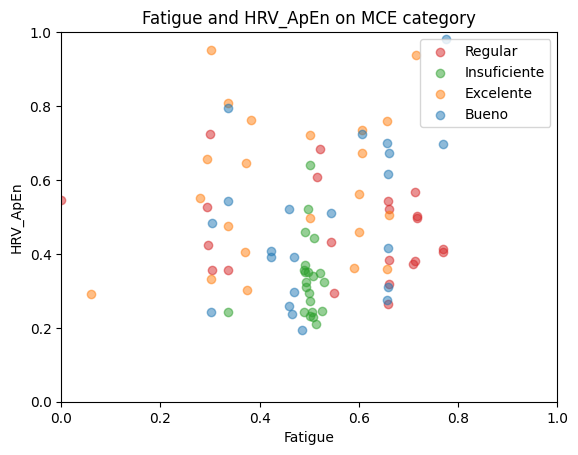 Fatigue and HRV_ApEn on MCE category
HRV_ApEn
1.0
0.8
0.6
0.4
0.2
0.0
0.0 0.2 0.4 0.6 0.8 1.0
Fatigue
Regular
Insuficiente
Excelente
Bueno